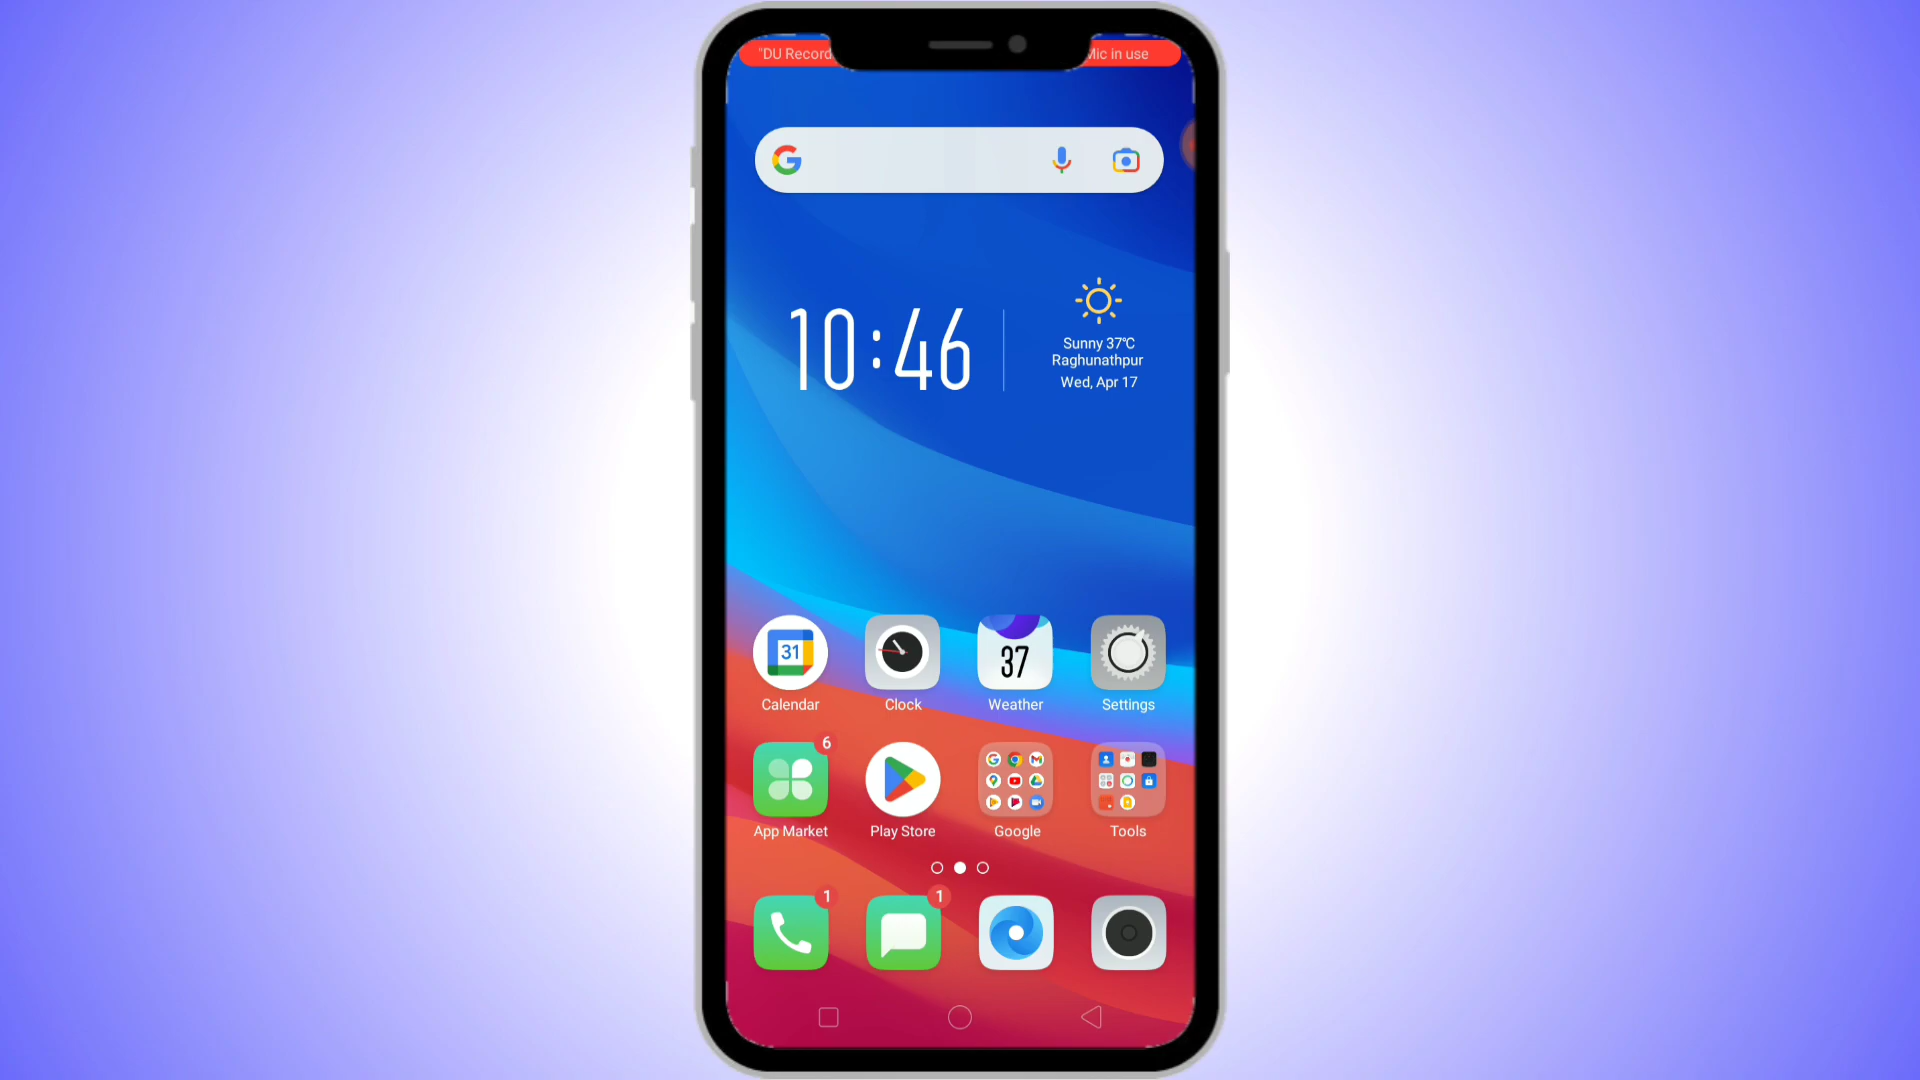 "DU Record
Mic in use
10:46
Sunny 37℃
Raghunathpur
Wed, Apr 17
31
37
Calendar
Clock
Weather
Settings
6
App Market
Play Store
Google
Tools
1
1